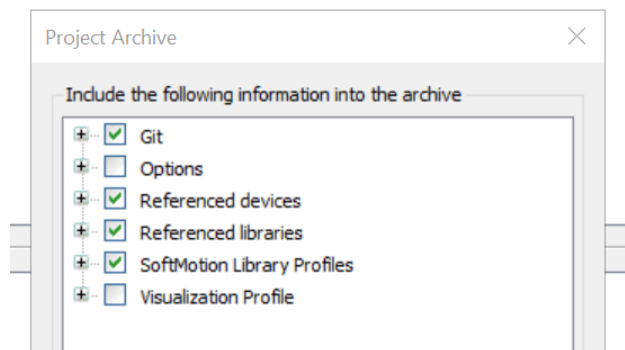 Project Archive
Include the following information into the archive
Git
Options
Referenced devices
Referenced libraries
SoftMotion Library Profiles
Visualization Profile